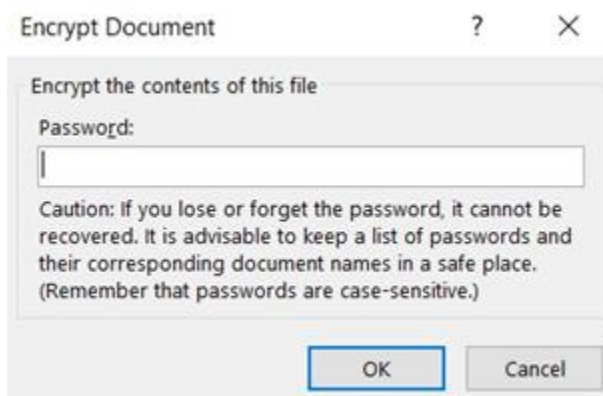 Encrypt Document ?
Encrypt the contents of this file
Password:
Caution: If you lose or forget the password, it cannot be
recovered. It is advisable to keep a list of passwords and
their corresponding document names in a safe place.
(Remember that passwords are case-sensitive.)
OK Cancel